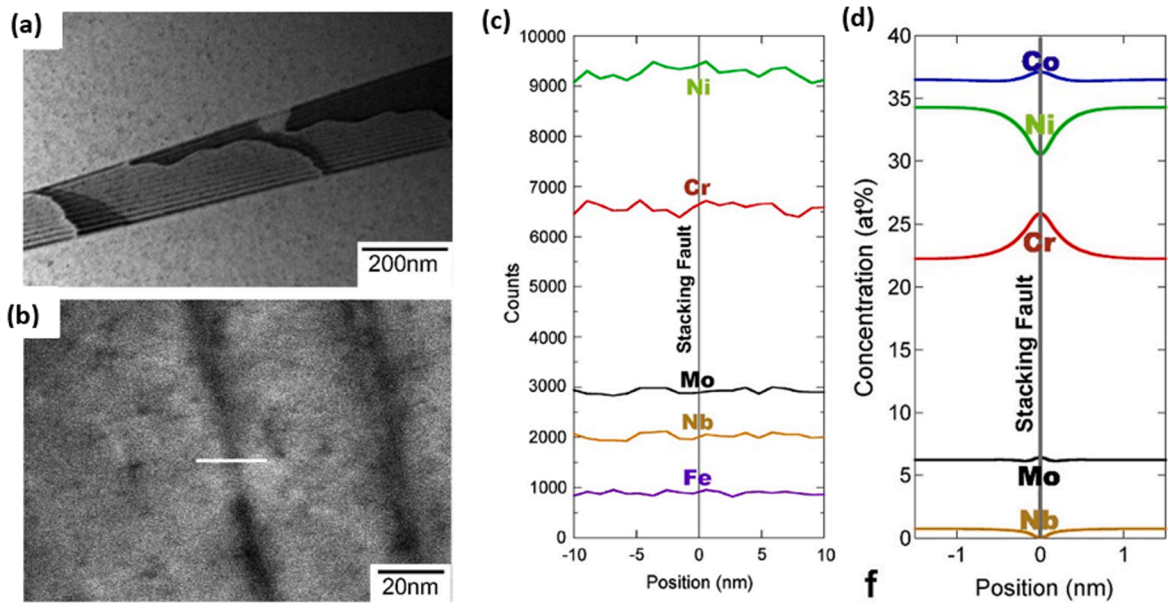 (a)
200nm
(b)
20nm
(c)
10000
9000
8000
7000
6000
5000
4000
3000
2000
1000
0
Counts
Ni
Cr
Stacking Fault
Mo
Nb
Fe
-10
-5
0
5
10
Position (nm)
(d)
40
35
30
25
20
15
10
5
0
Concentration (at%)
Co
Ni
Cr
Stacking Fault
Mo
Nb
-1
0
1
f
Position (nm)